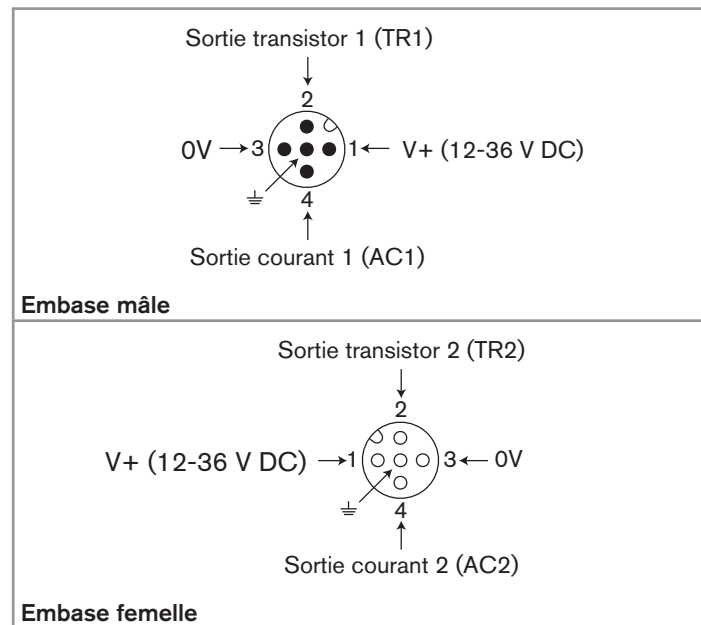 Sortie transistor 1 (TR1)
2
0V 3 1 V+ (12-36 V DC)
4
Sortie courant 1 (AC1)
Embase mâle
Sortie transistor 2 (TR2)
2
V+ (12-36 V DC) 1 3 0V
4
Sortie courant 2 (AC2)
Embase femelle